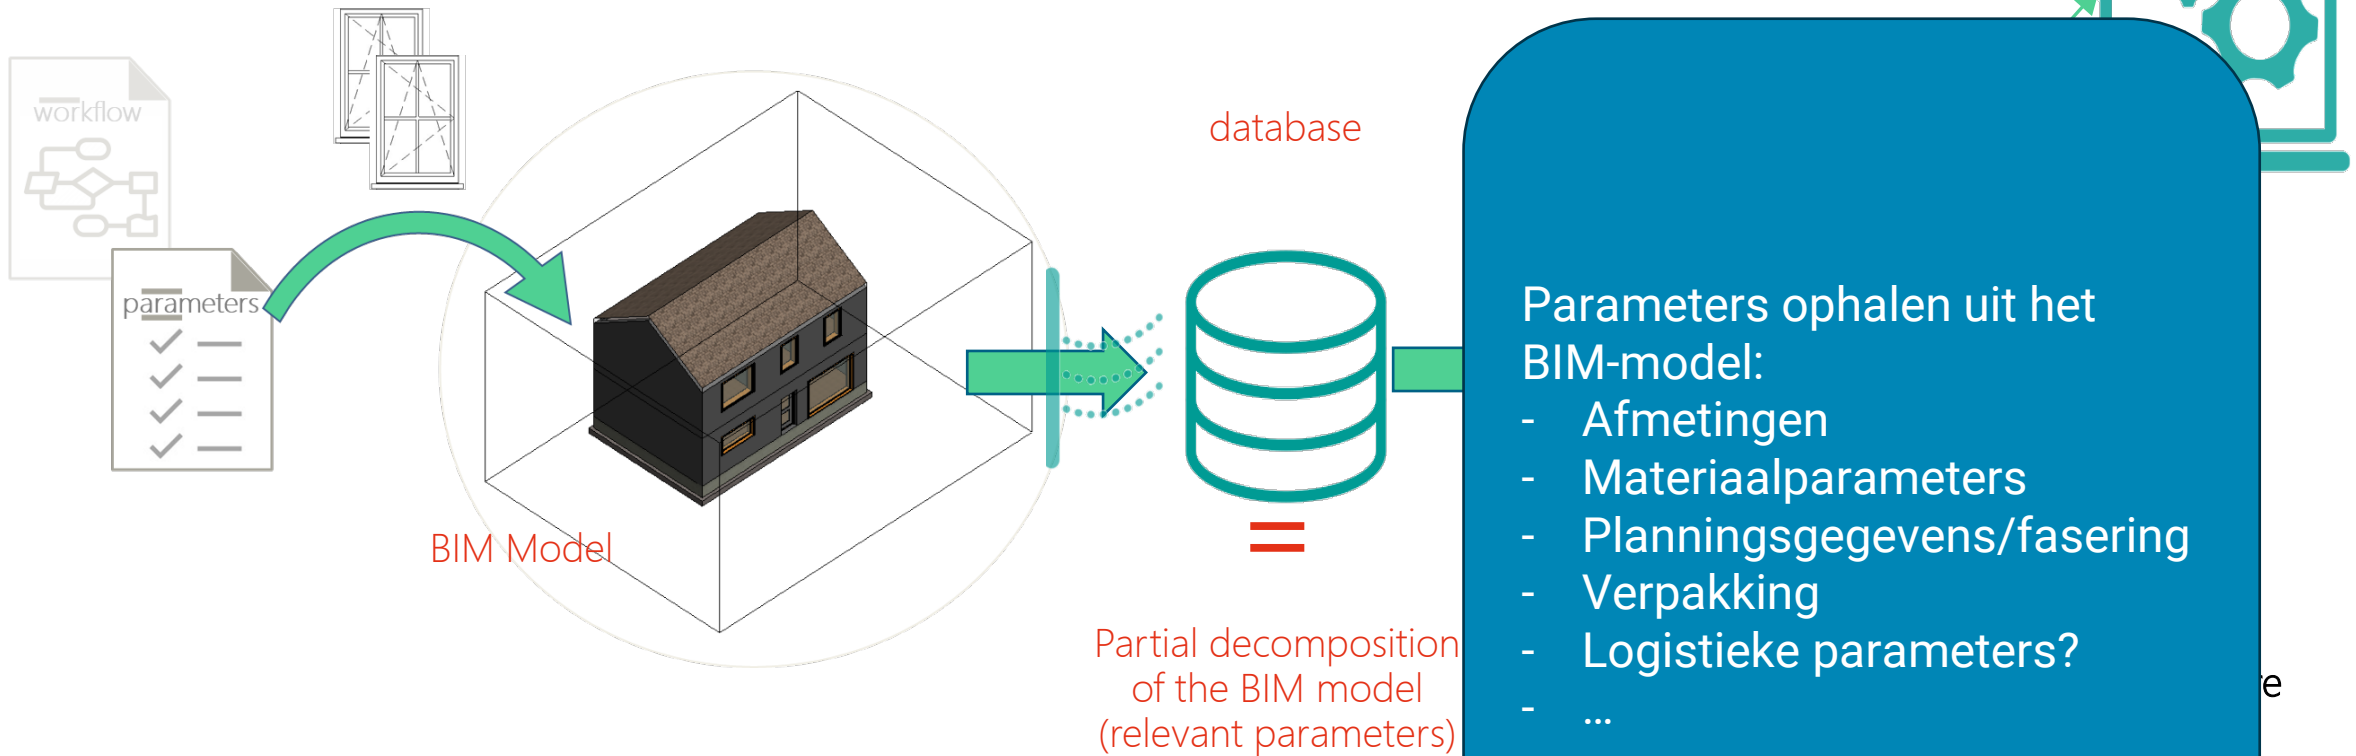 workflow
parameters
BIM Model
database
=
Partial decomposition
of the BIM model
(relevant parameters)
Parameters ophalen uit het
BIM-model:
- Afmetingen
- Materiaalparameters
- Planningsgegevens/fasering
- Verpakking
- Logistieke parameters?
- …